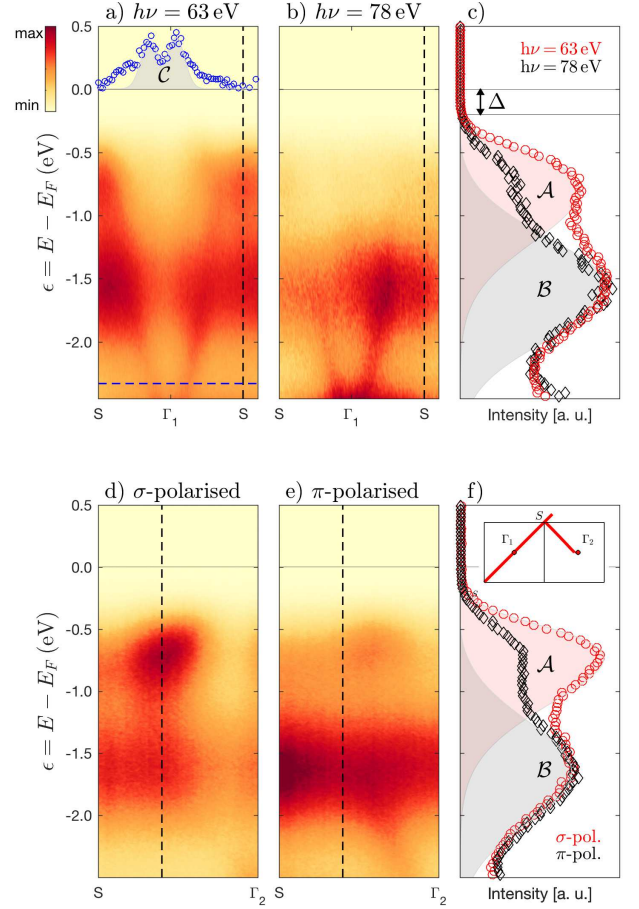 a) hν = 63 eV
b) hν = 78 eV
c)
max
min
0.5
0.0
-0.5
-1.0
-1.5
-2.0
ϵ = E − E_F (eV)
C
S
Γ₁
S
S
Γ₁
S
hν = 63 eV
hν = 78 eV
Δ
A
B
Intensity [a. u.]
d) σ-polarised
e) π-polarised
f)
0.5
0.0
-0.5
-1.0
-1.5
-2.0
ϵ = E − E_F (eV)
S
Γ₂
S
Γ₂
S
Γ₁
Γ₂
A
B
σ-pol.
π-pol.
Intensity [a. u.]